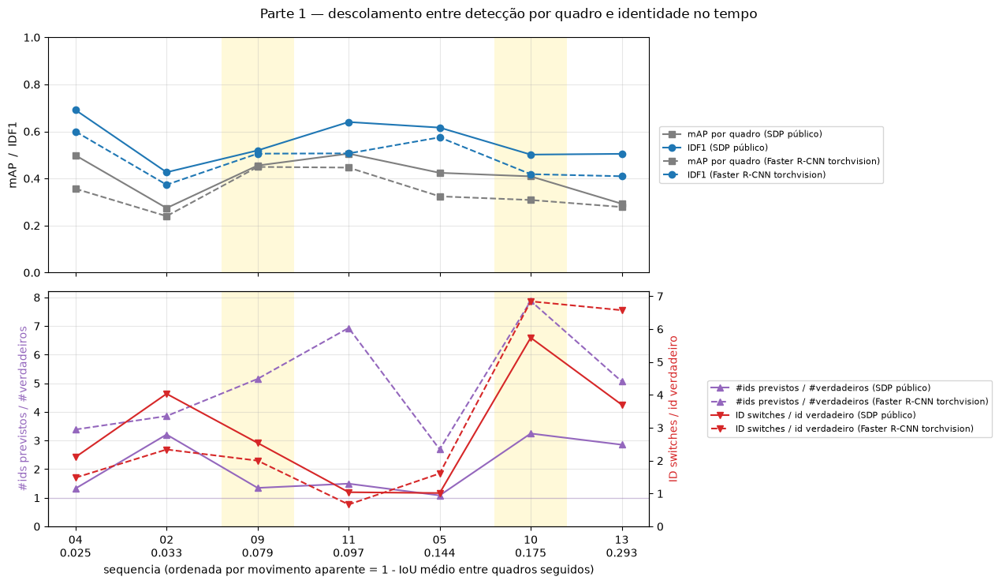 Parte 1 — descolamento entre detecção por quadro e identidade no tempo
1.0
0.8
0.6
0.4
0.2
0.0
mAP / IDF1
mAP por quadro (SDP público)
IDF1 (SDP público)
mAP por quadro (Faster R-CNN torchvision)
IDF1 (Faster R-CNN torchvision)
8
7
6
5
4
3
2
1
0
#ids previstos / #verdadeiros
7
6
5
4
3
2
1
0
ID switches / id verdadeiro
#ids previstos / #verdadeiros (SDP público)
#ids previstos / #verdadeiros (Faster R-CNN torchvision)
ID switches / id verdadeiro (SDP público)
ID switches / id verdadeiro (Faster R-CNN torchvision)
04 02 09 11 05 10 13
0.025 0.033 0.079 0.097 0.144 0.175 0.293
sequencia (ordenada por movimento aparente = 1 - IoU médio entre quadros seguidos)